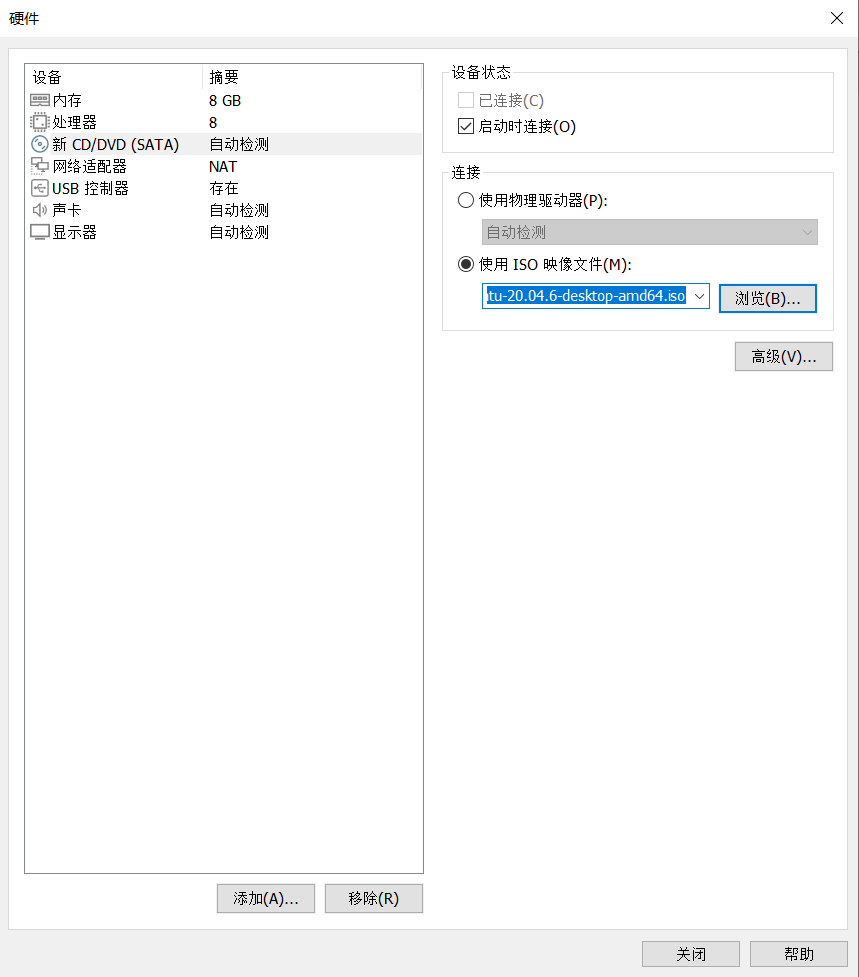 硬件
设备 摘要
内存 8 GB
处理器 8
新 CD/DVD (SATA) 自动检测
网络适配器 NAT
USB 控制器 存在
声卡 自动检测
显示器 自动检测
添加(A)... 移除(R)
设备状态
已连接(C)
启动时连接(O)
连接
使用物理驱动器(P):
自动检测
使用 ISO 映像文件(M):
tu-20.04.6-desktop-amd64.iso 浏览(B)...
高级(V)...
关闭 帮助